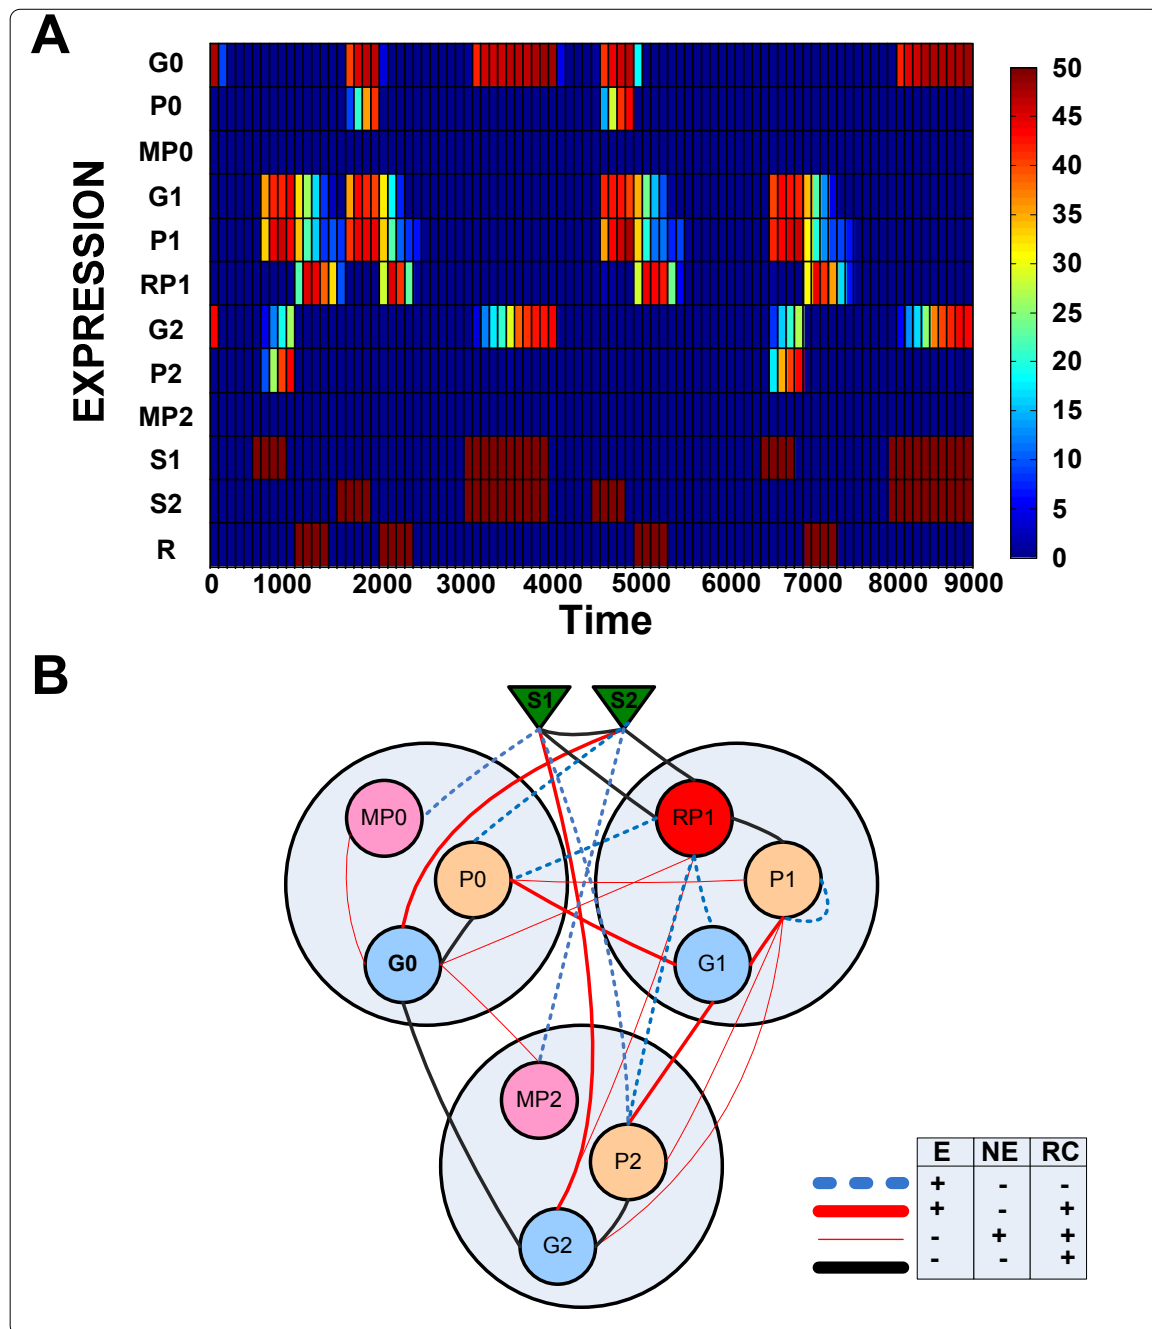 A
EXPRESSION
G0
P0
MP0
G1
P1
RP1
G2
P2
MP2
S1
S2
R
0 1000 2000 3000 4000 5000 6000 7000 8000 9000
Time
50
45
40
35
30
25
20
15
10
5
0
B
S1 S2
MP0 RP1
P0 P1
G0 G1
MP2
P2
G2
E NE RC
+ - -
+ - +
- + +
- - +